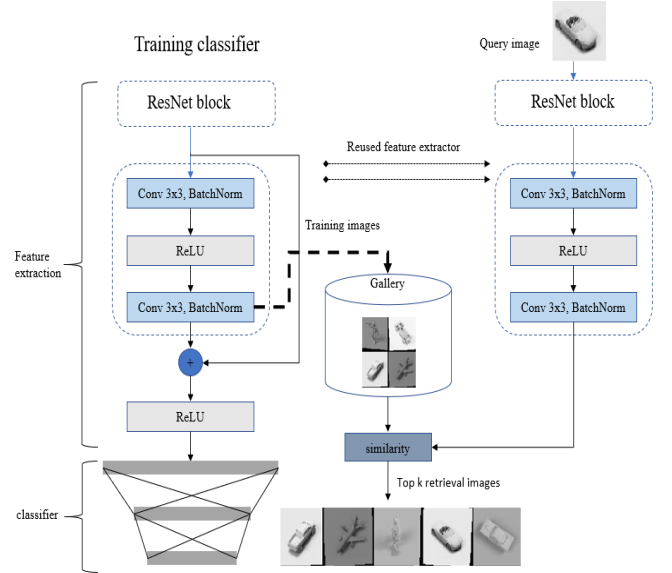 Training classifier
Query image
ResNet block
ResNet block
Reused feature extractor
Conv 3x3, BatchNorm
Conv 3x3, BatchNorm
Training images
Feature
extraction
ReLU
ReLU
Gallery
Conv 3x3, BatchNorm
Conv 3x3, BatchNorm
+
ReLU
similarity
Top k retrieval images
classifier